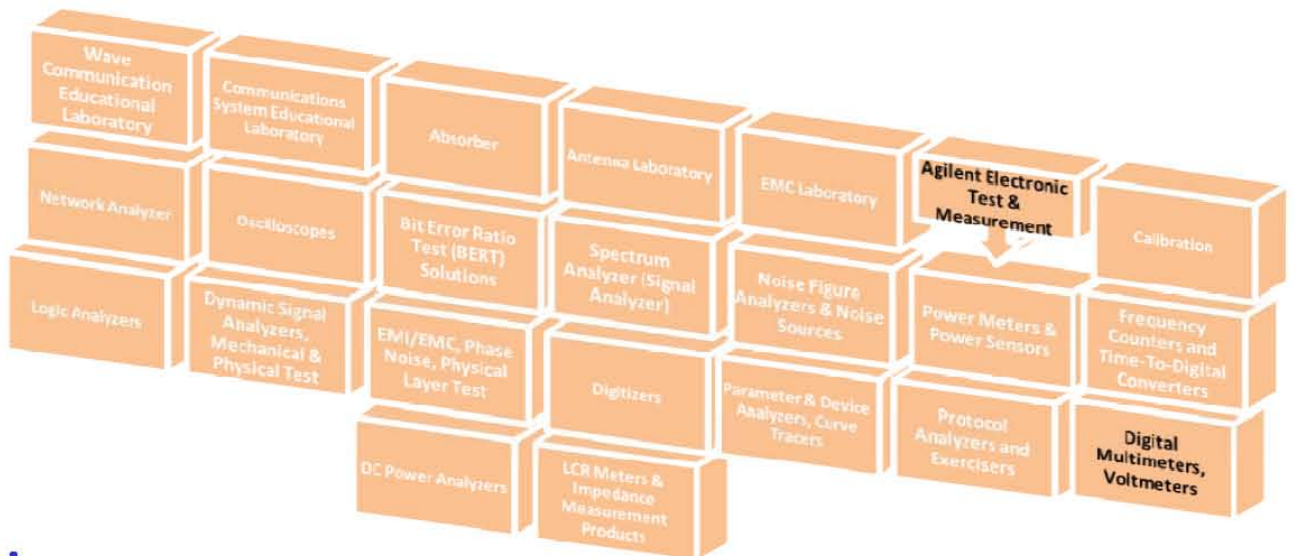 Wave
Communication
Educational
Laboratory
Communications
System Educational
Laboratory
Absorber
Antenna Laboratory
EMC Laboratory
Agilent Electronic
Test &
Measurement
Calibration
Network Analyzer
Oscilloscopes
Bit Error Ratio
Test (BERT)
Solutions
Spectrum
Analyzer (Signal
Analyzer)
Noise Figure
Analyzers & Noise
Sources
Power Meters &
Power Sensors
Frequency
Counters and
Time-To-Digital
Converters
Logic Analyzers
Dynamic Signal
Analyzers,
Mechanical &
Physical Test
EMI/EMC, Phase
Noise, Physical
Layer Test
Digitizers
Parameter & Device
Analyzers, Curve
Tracers
Protocol
Analyzers and
Exercisers
Digital
Multimeters,
Voltmeters
DC Power Analyzers
LCR Meters &
Impedance
Measurement
Products